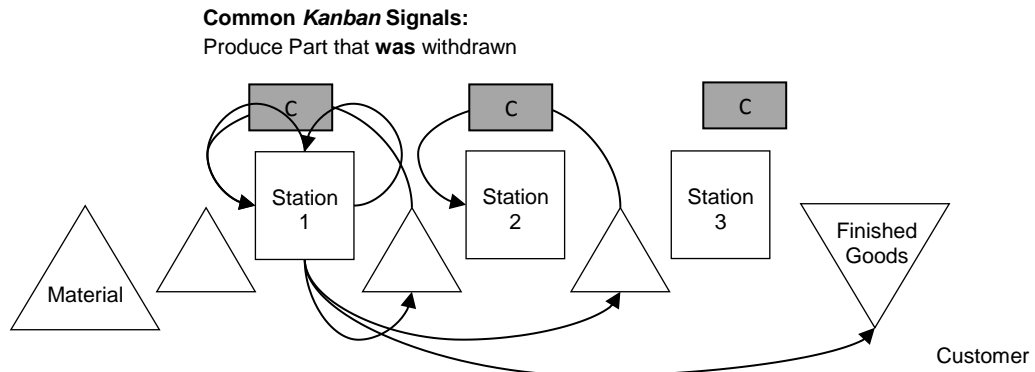 Common Kanban Signals:
Produce Part that was withdrawn
C
C
C
Station
1
Station
2
Station
3
Finished
Goods
Material
Customer